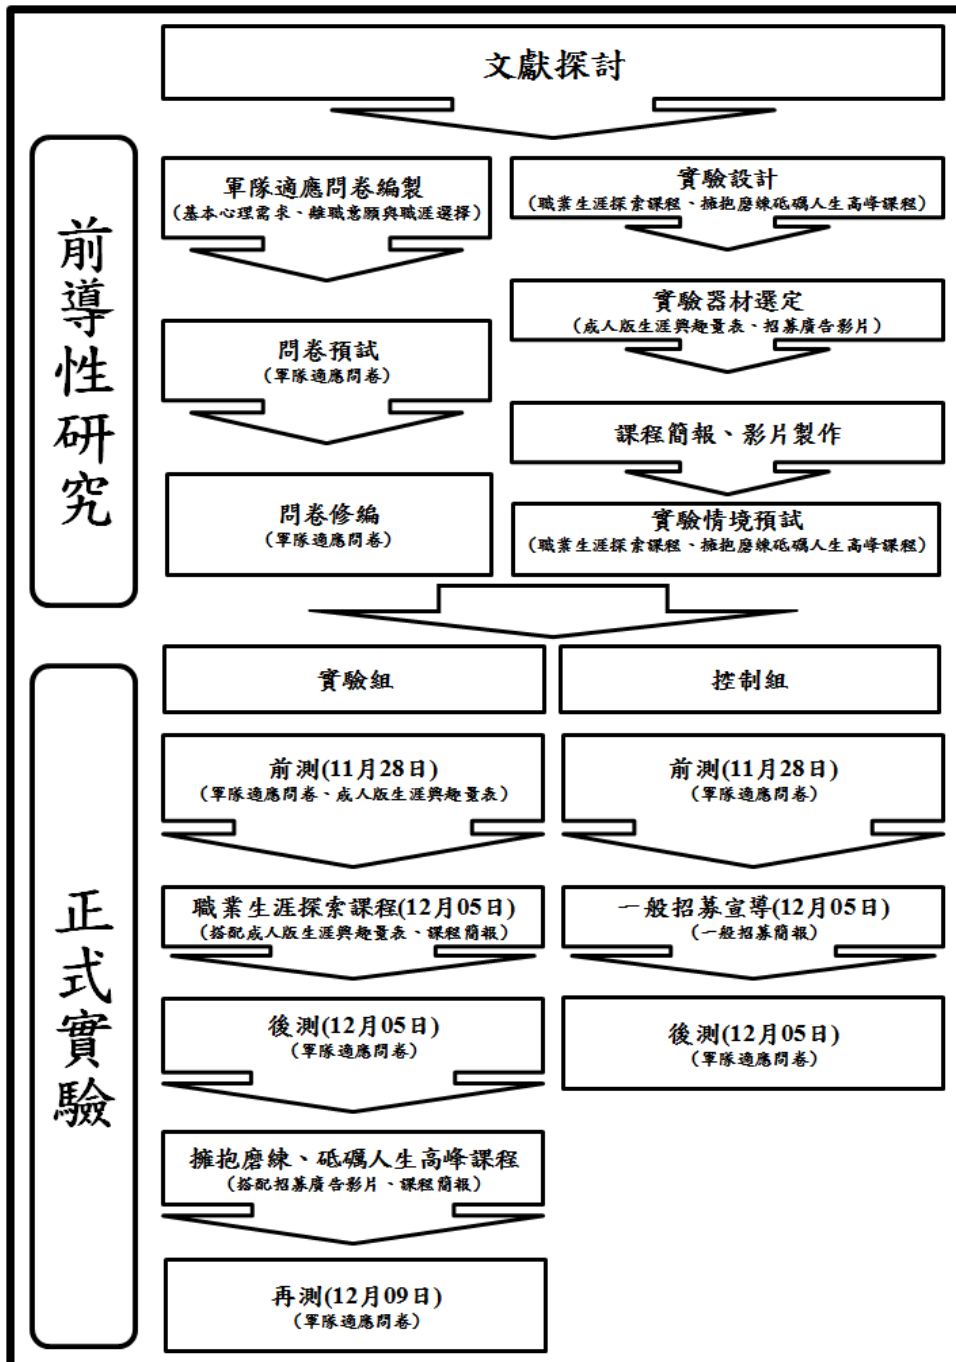 文獻探討
前導性研究
軍隊適應問卷編製
(基本心理需求、離職意願與職涯選擇)
問卷預試
(軍隊適應問卷)
問卷修編
(軍隊適應問卷)
實驗設計
(職業生涯探索課程、擁抱磨練砥礪人生高峰課程)
實驗器材選定
(成人版生涯興趣量表、招募廣告影片)
課程簡報、影片製作
實驗情境預試
(職業生涯探索課程、擁抱磨練砥礪人生高峰課程)
正式實驗
實驗組
前測(11月28日)
(軍隊適應問卷、成人版生涯興趣量表)
職業生涯探索課程(12月05日)
(搭配成人版生涯興趣量表、課程簡報)
後測(12月05日)
(軍隊適應問卷)
擁抱磨練、砥礪人生高峰課程
(搭配招募廣告影片、課程簡報)
再測(12月09日)
(軍隊適應問卷)
控制組
前測(11月28日)
(軍隊適應問卷)
一般招募宣導(12月05日)
(一般招募簡報)
後測(12月05日)
(軍隊適應問卷)